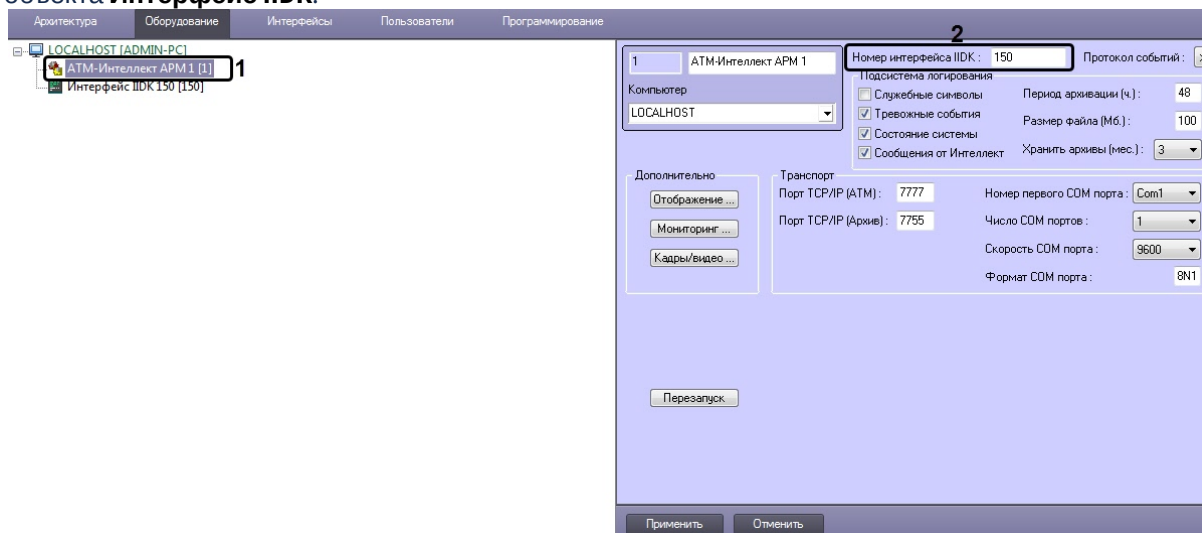 объекта Интерфейс IIDK.
Архитектура Оборудование Интерфейсы Пользователи Программирование
LOCALHOST [ADMIN-PC]
АТМ-Интеллект АРМ 1 [1] 1
Интерфейс IIDK 150 [150]
2
1 АТМ-Интеллект АРМ 1
Номер интерфейса IIDK : 150 Протокол событий :
Компьютер
LOCALHOST
Подсистема логирования
Служебные символы Период архивации (ч.) : 48
Тревожные события Размер файла (Мб.) : 100
Состояние системы
Сообщения от Интеллект Хранить архивы (мес.) : 3
Дополнительно
Отображение ...
Мониторинг ...
Кадры/видео ...
Транспорт
Порт TCP/IP (АТМ) : 7777 Номер первого COM порта : Com1
Порт TCP/IP (Архив) : 7755 Число COM портов : 1
Скорость COM порта : 9600
Формат COM порта : 8N1
Перезапуск
Применить Отменить